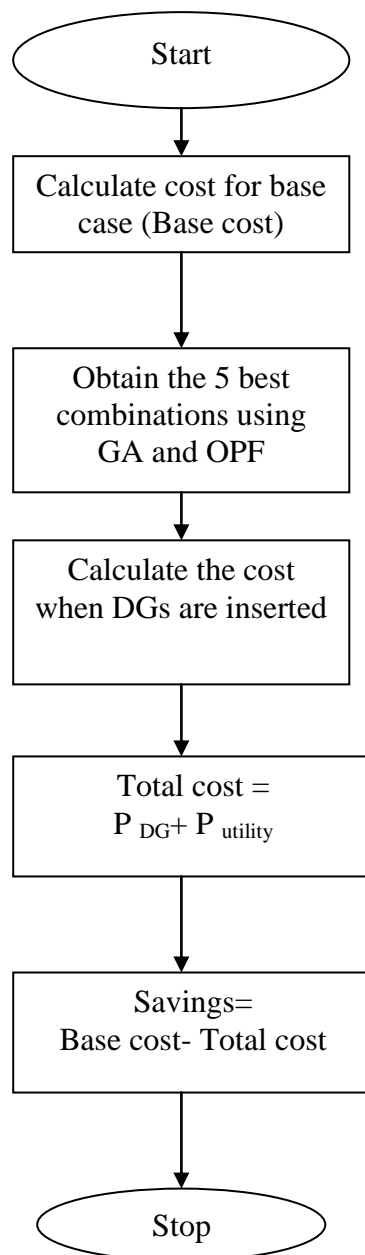 Start
Calculate cost for base
case (Base cost)
Obtain the 5 best
combinations using
GA and OPF
Calculate the cost
when DGs are inserted
Total cost =
P DG+ P utility
Savings=
Base cost- Total cost
Stop